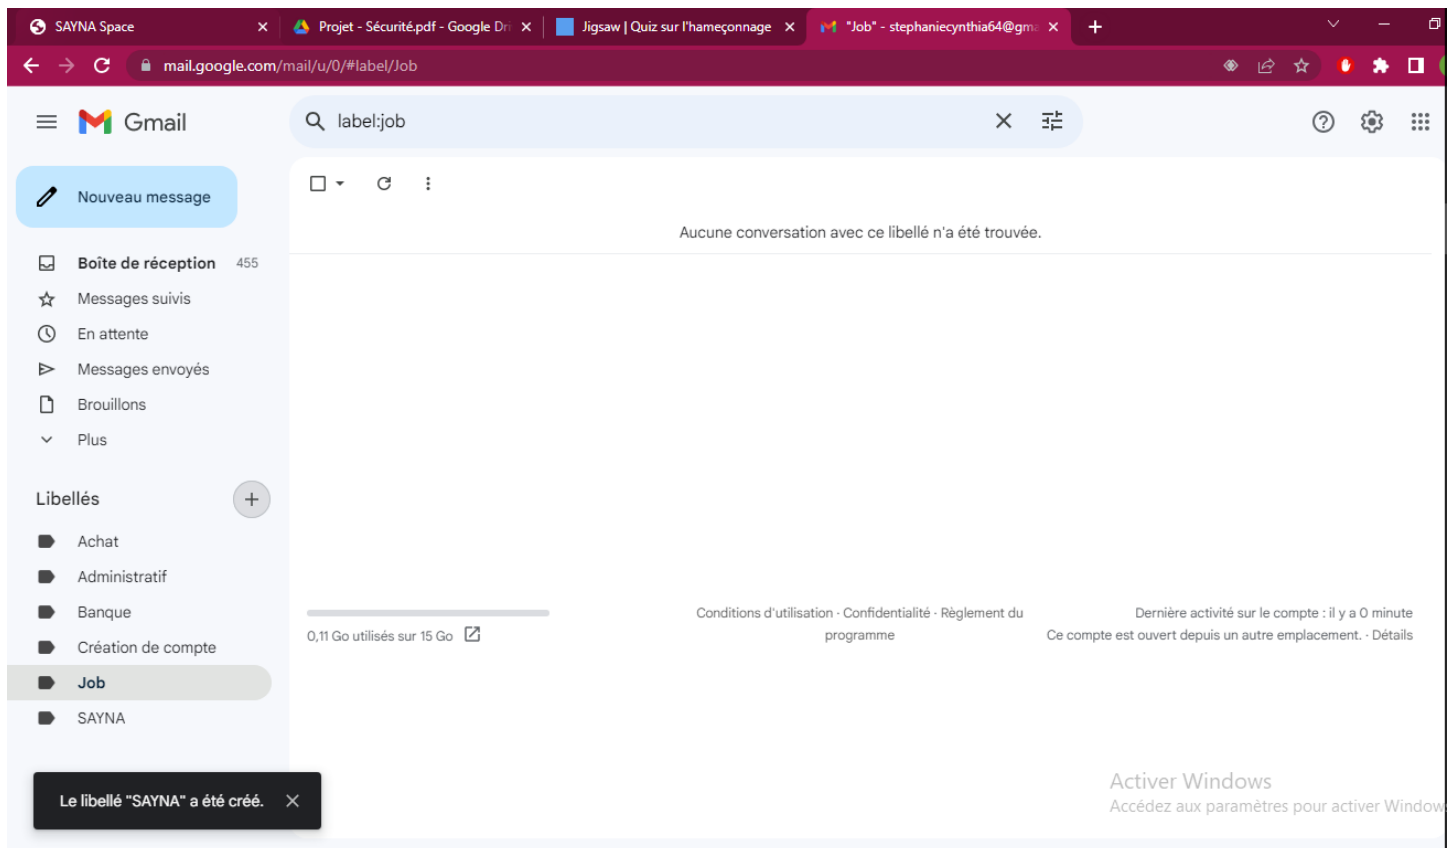 SAYNA Space
Projet - Sécurité.pdf - Google Dri
Jigsaw | Quiz sur l'hameçonnage
"Job" - stephaniecynthia64@gma
mail.google.com/mail/u/0/#label/Job
Gmail
label:job
Nouveau message
Aucune conversation avec ce libellé n'a été trouvée.
Boîte de réception 455
Messages suivis
En attente
Messages envoyés
Brouillons
Plus
Libellés
Achat
Administratif
Banque
Création de compte
Job
SAYNA
0,11 Go utilisés sur 15 Go
Conditions d'utilisation · Confidentialité · Règlement du
programme
Dernière activité sur le compte : il y a 0 minute
Ce compte est ouvert depuis un autre emplacement. · Détails
Le libellé "SAYNA" a été créé.
Activer Windows
Accédez aux paramètres pour activer Window